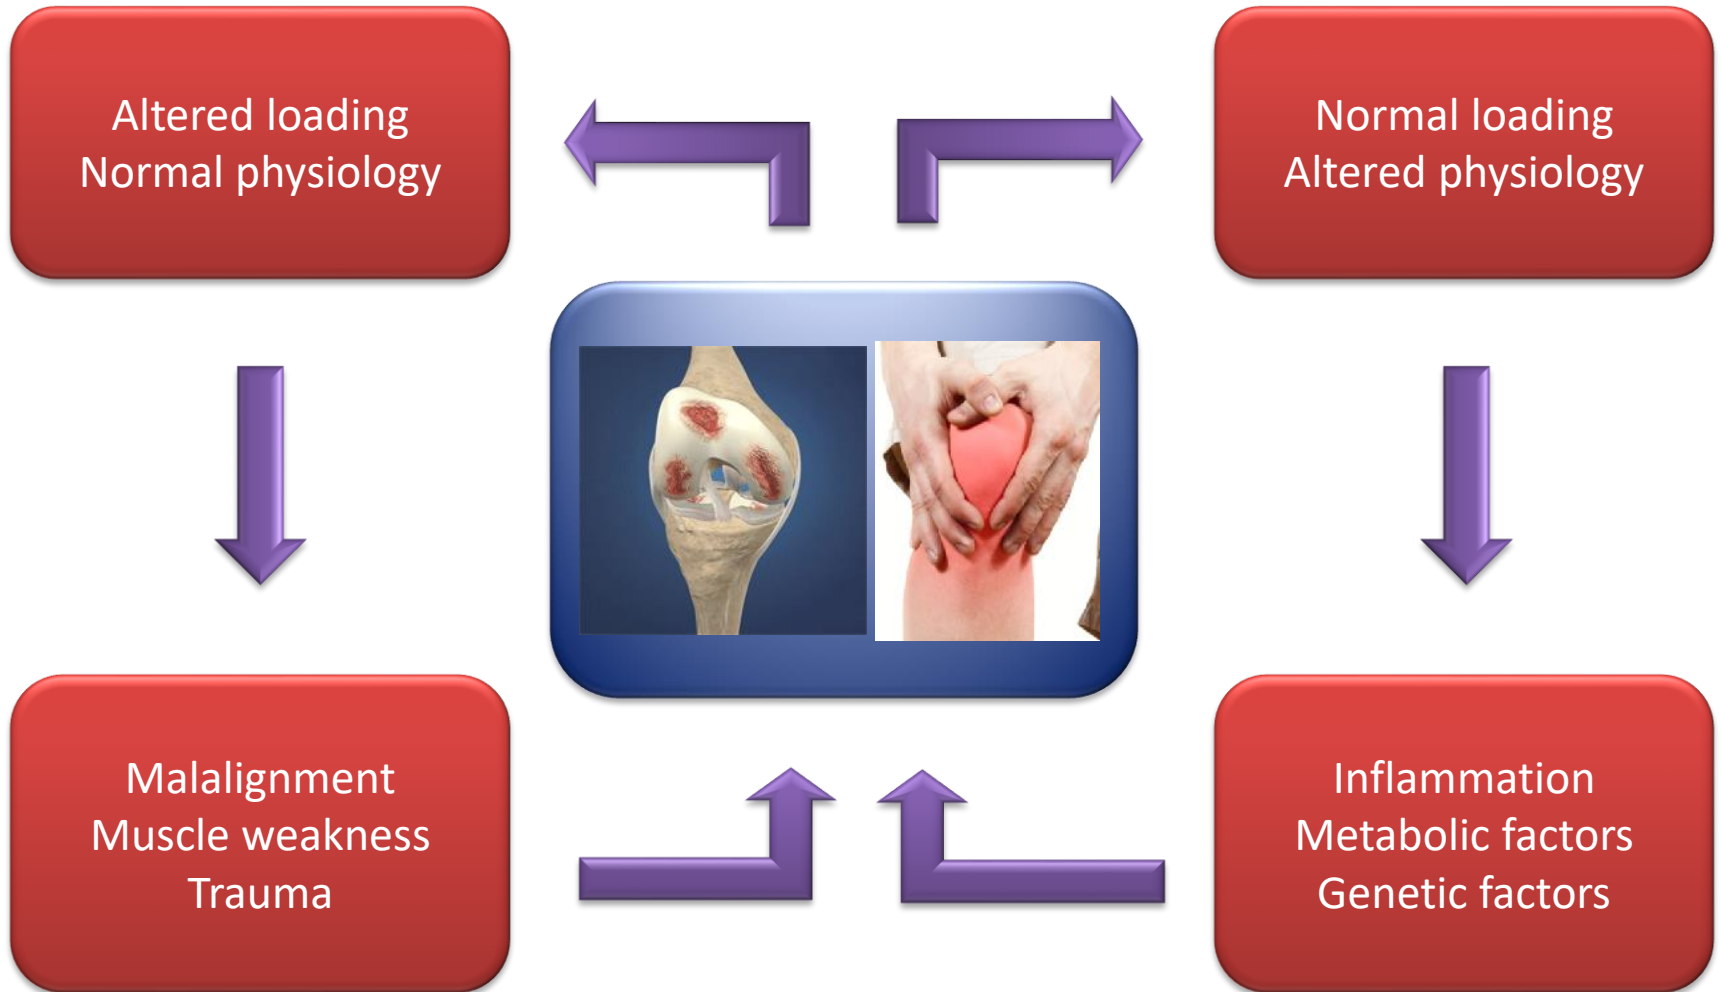 Altered loading
Normal physiology
Normal loading
Altered physiology
Malalignment
Muscle weakness
Trauma
Inflammation
Metabolic factors
Genetic factors